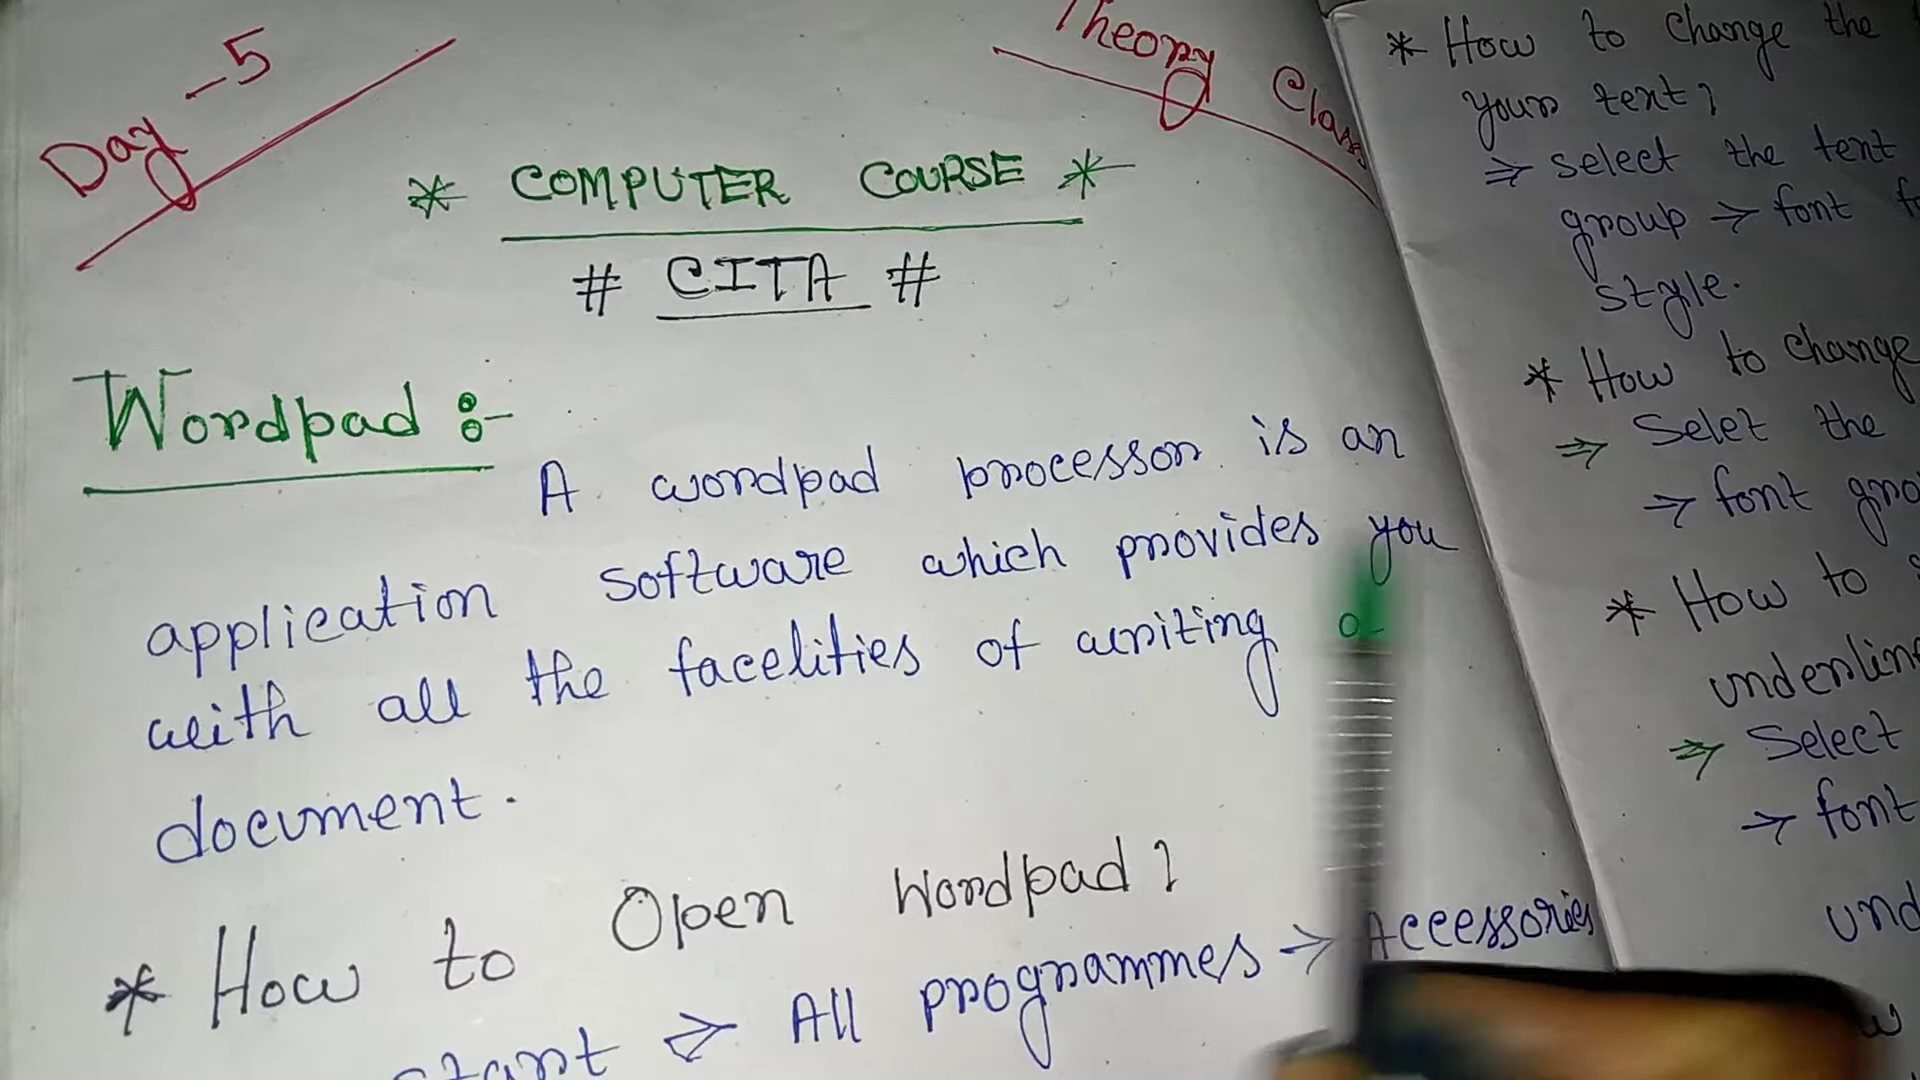 Day -5
Theory Class
* COMPUTER COURSE *
# CITA #
Wordpad :-
A wordpad processor is an
application software which provides you
with all the facelities of writing a
document.
* How to Open Wordpad?
Start => All programmes -> Accessories
* How to change the
your text?
=> select the text
group -> font
style.
* How to change
=> Selet the
-> font
* How to
underline
=> Select
-> font